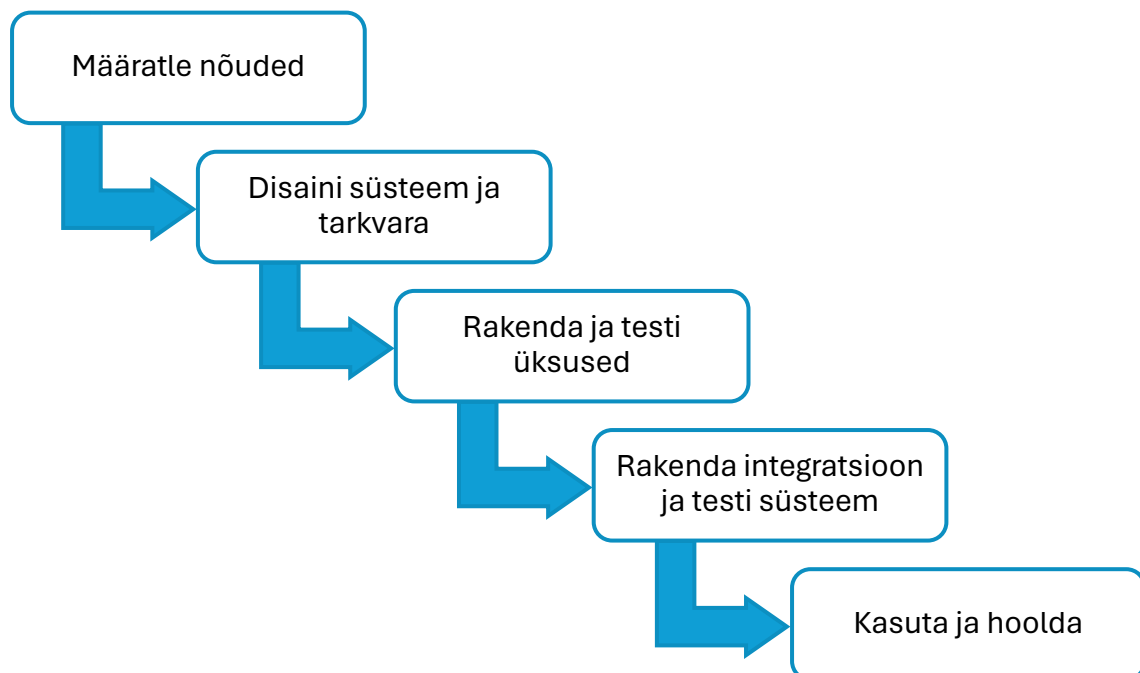 Määratle nõuded
Disaini süsteem ja
tarkvara
Rakenda ja testi
üksused
Rakenda integratsioon
ja testi süsteem
Kasuta ja hoolda